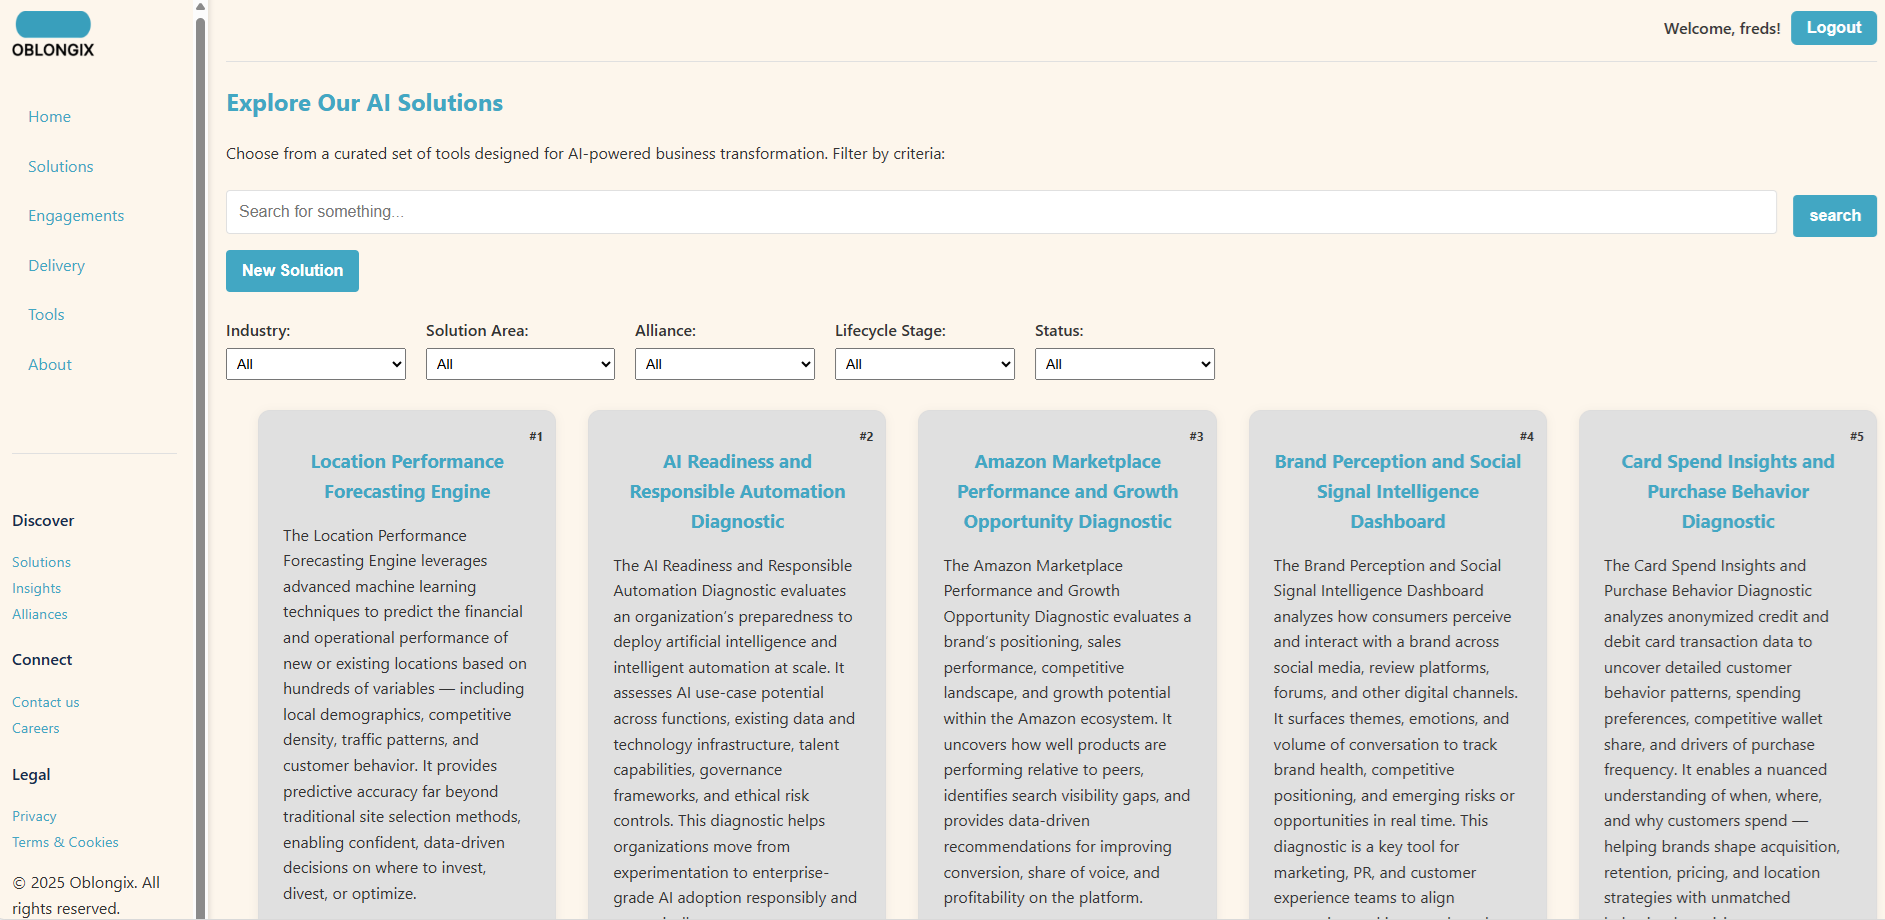 OBLONGIX
Home
Solutions
Engagements
Delivery
Tools
About
Discover
Solutions
Insights
Alliances
Connect
Contact us
Careers
Legal
Privacy
Terms & Cookies
© 2025 Oblongix. All
rights reserved.
Welcome, freds!
Logout
Explore Our AI Solutions
Choose from a curated set of tools designed for AI-powered business transformation. Filter by criteria:
Search for something...
search
New Solution
Industry:
All
Solution Area:
All
Alliance:
All
Lifecycle Stage:
All
Status:
All
#1
Location Performance
Forecasting Engine
The Location Performance
Forecasting Engine leverages
advanced machine learning
techniques to predict the financial
and operational performance of
new or existing locations based on
hundreds of variables — including
local demographics, competitive
density, traffic patterns, and
customer behavior. It provides
predictive accuracy far beyond
traditional site selection methods,
enabling confident, data-driven
decisions on where to invest,
divest, or optimize.
#2
AI Readiness and
Responsible Automation
Diagnostic
The AI Readiness and Responsible
Automation Diagnostic evaluates
an organization’s preparedness to
deploy artificial intelligence and
intelligent automation at scale. It
assesses AI use-case potential
across functions, existing data and
technology infrastructure, talent
capabilities, governance
frameworks, and ethical risk
controls. This diagnostic helps
organizations move from
experimentation to enterprise-
grade AI adoption responsibly and
#3
Amazon Marketplace
Performance and Growth
Opportunity Diagnostic
The Amazon Marketplace
Performance and Growth
Opportunity Diagnostic evaluates a
brand’s positioning, sales
performance, competitive
landscape, and growth potential
within the Amazon ecosystem. It
uncovers how well products are
performing relative to peers,
identifies search visibility gaps, and
provides data-driven
recommendations for improving
conversion, share of voice, and
profitability on the platform.
#4
Brand Perception and Social
Signal Intelligence
Dashboard
The Brand Perception and Social
Signal Intelligence Dashboard
analyzes how consumers perceive
and interact with a brand across
social media, review platforms,
forums, and other digital channels.
It surfaces themes, emotions, and
volume of conversation to track
brand health, competitive
positioning, and emerging risks or
opportunities in real time. This
diagnostic is a key tool for
marketing, PR, and customer
experience teams to align
#5
Card Spend Insights and
Purchase Behavior
Diagnostic
The Card Spend Insights and
Purchase Behavior Diagnostic
analyzes anonymized credit and
debit card transaction data to
uncover detailed customer
behavior patterns, spending
preferences, competitive wallet
share, and drivers of purchase
frequency. It enables a nuanced
understanding of when, where,
and why customers spend —
helping brands shape acquisition,
retention, pricing, and location
strategies with unmatched